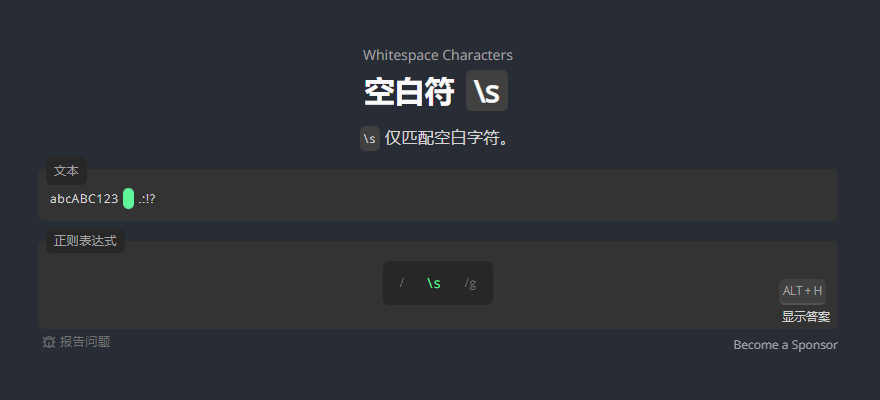 Whitespace Characters
空白符 \s
\s 仅匹配空白字符。
文本
abcABC123 .:!?
正则表达式
/ \s /g
ALT + H
显示答案
报告问题
Become a Sponsor